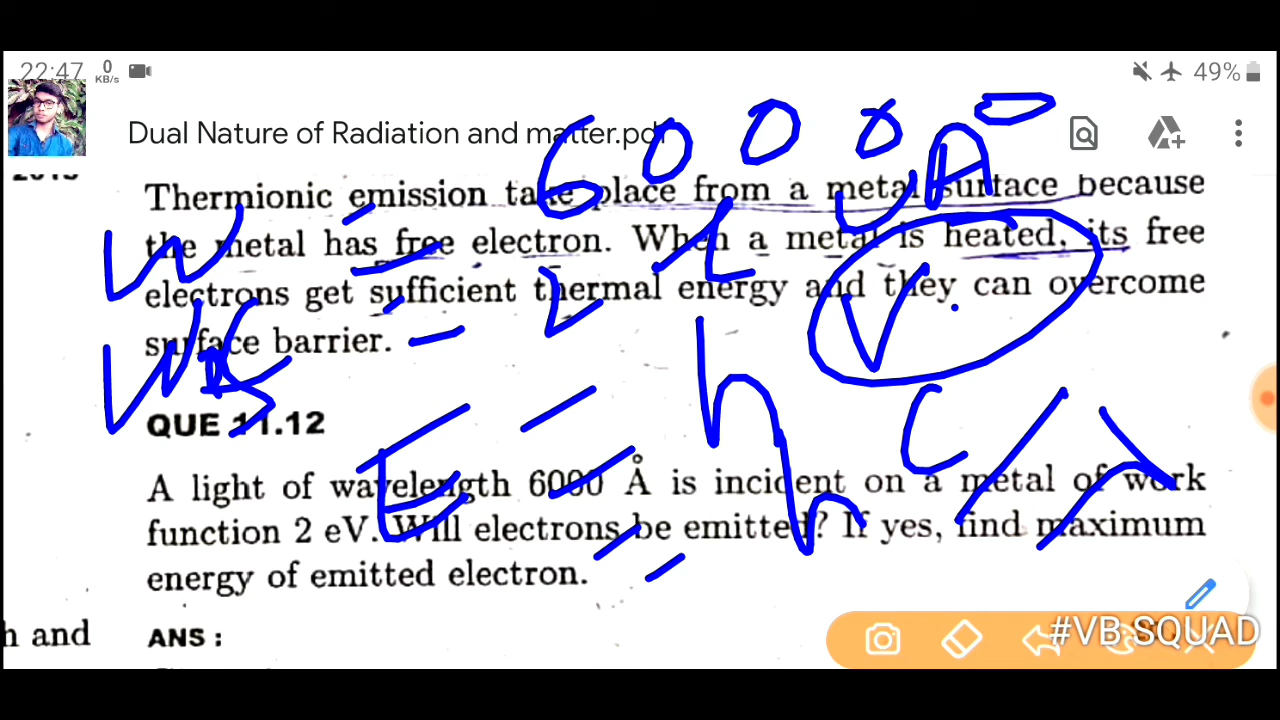 22:47 0 KB/s 49%
Dual Nature of Radiation and matter.pdf
6000 A°
Thermionic emission take place from a metal surface because
the metal has free electron. When a metal is heated, its free
electrons get sufficient thermal energy and they can overcome
surface barrier.
QUE 11.12
E = hc/λ
A light of wavelength 6000 Å is incident on a metal of work
function 2 eV. Will electrons be emitted? If yes, find maximum
energy of emitted electron.
h and
ANS :
#VB SQUAD